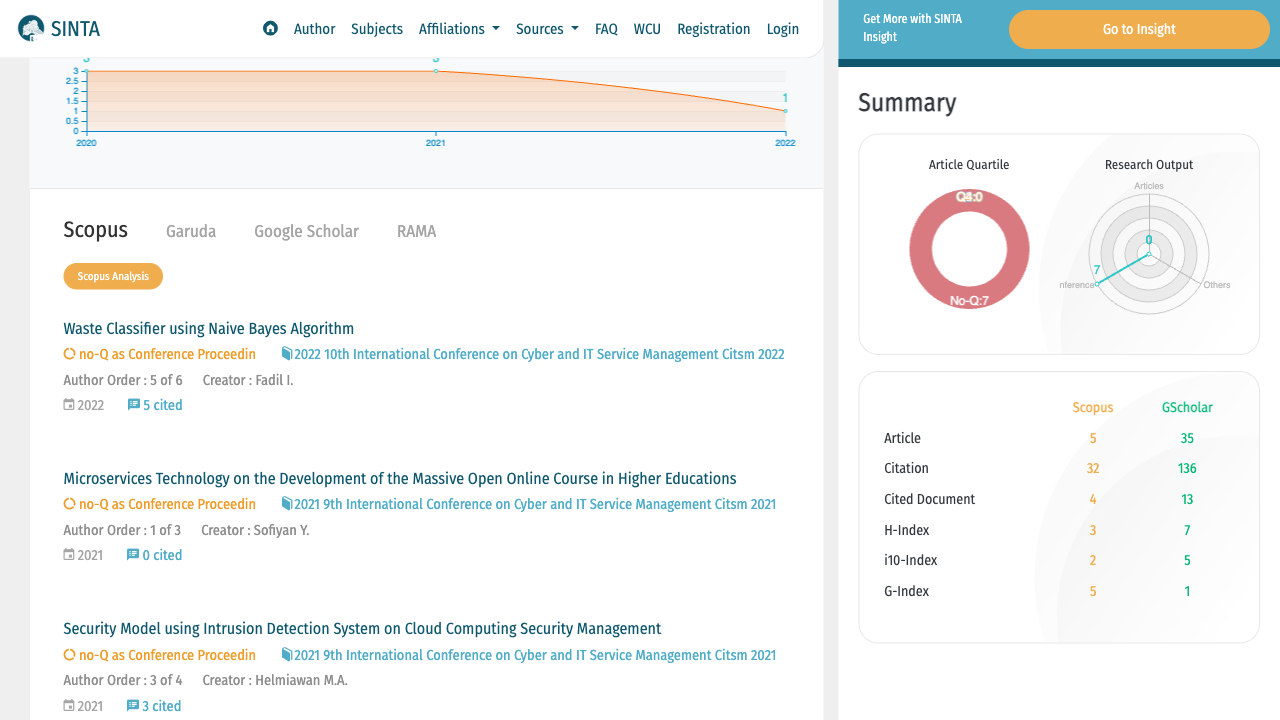 SINTA
Author
Subjects
Affiliations
Sources
FAQ
WCU
Registration
Login
Get More with SINTA
Insight
Go to Insight
3
2.5
2
1.5
1
0.5
0
1
2020
2021
2022
Scopus
Garuda
Google Scholar
RAMA
Scopus Analysis
Waste Classifier using Naive Bayes Algorithm
no-Q as Conference Proceedin
2022 10th International Conference on Cyber and IT Service Management Citsm 2022
Author Order : 5 of 6
Creator : Fadil I.
2022
5 cited
Microservices Technology on the Development of the Massive Open Online Course in Higher Educations
no-Q as Conference Proceedin
2021 9th International Conference on Cyber and IT Service Management Citsm 2021
Author Order : 1 of 3
Creator : Sofiyan Y.
2021
0 cited
Security Model using Intrusion Detection System on Cloud Computing Security Management
no-Q as Conference Proceedin
2021 9th International Conference on Cyber and IT Service Management Citsm 2021
Author Order : 3 of 4
Creator : Helmiawan M.A.
2021
3 cited
Summary
Article Quartile
No-Q:7
Research Output
Articles
0
7
nference
Others
Scopus GScholar
Article 5 35
Citation 32 136
Cited Document 4 13
H-Index 3 7
i10-Index 2 5
G-Index 5 1